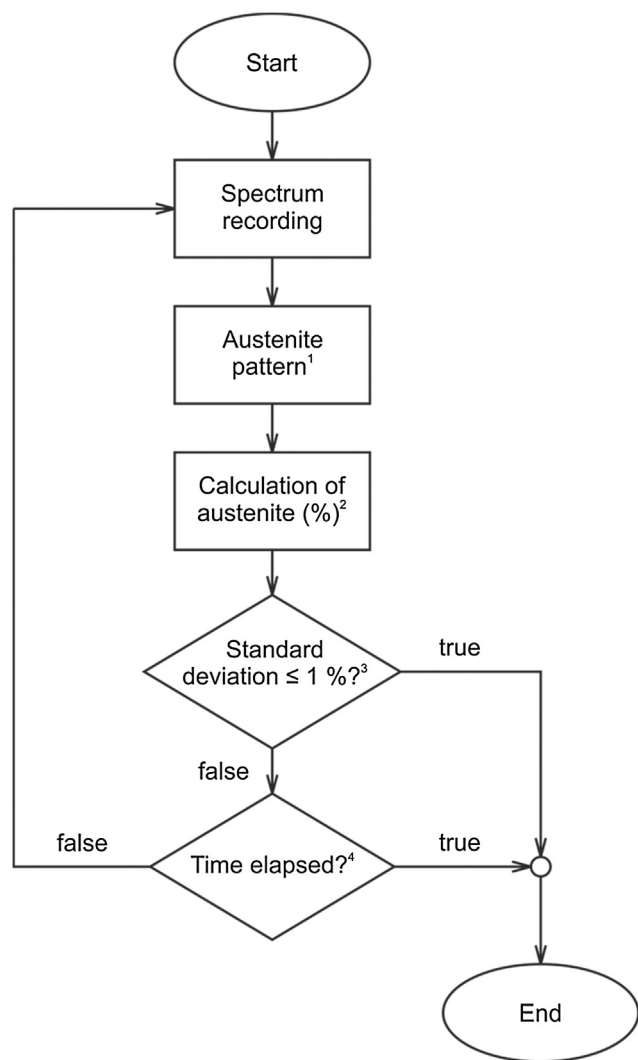 Start
Spectrum
recording
Austenite
pattern¹
Calculation of
austenite (%)²
Standard
deviation ≤ 1 %?³
true
false
false
Time elapsed?⁴
true
End